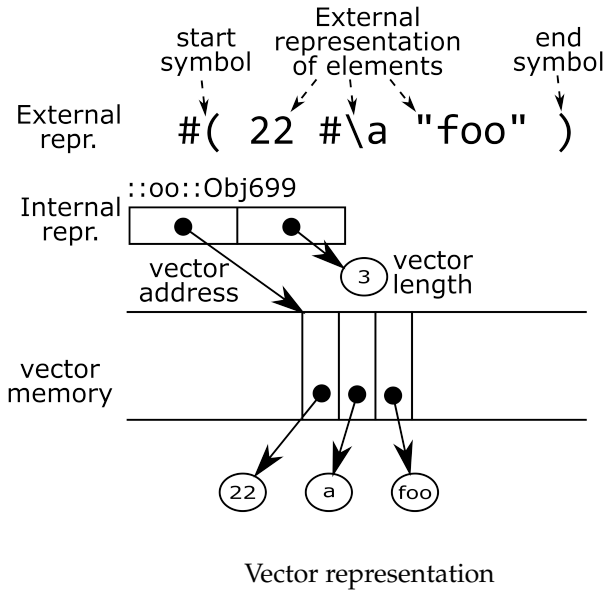 start
symbol
External
representation
of elements
end
symbol
External
repr.
#( 22 #\a "foo" )
::oo::Obj699
Internal
repr.
vector
address
3
vector
length
vector
memory
22
a
foo
Vector representation